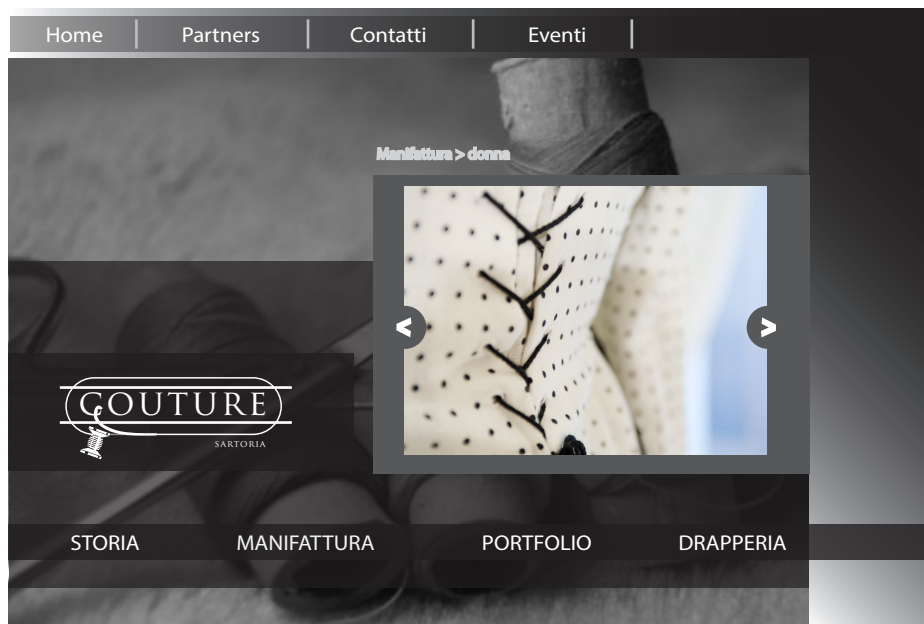 Home | Partners | Contatti | Eventi |
Manifattura > donna
< >
COUTURE
SARTORIA
STORIA MANIFATTURA PORTFOLIO DRAPPERIA